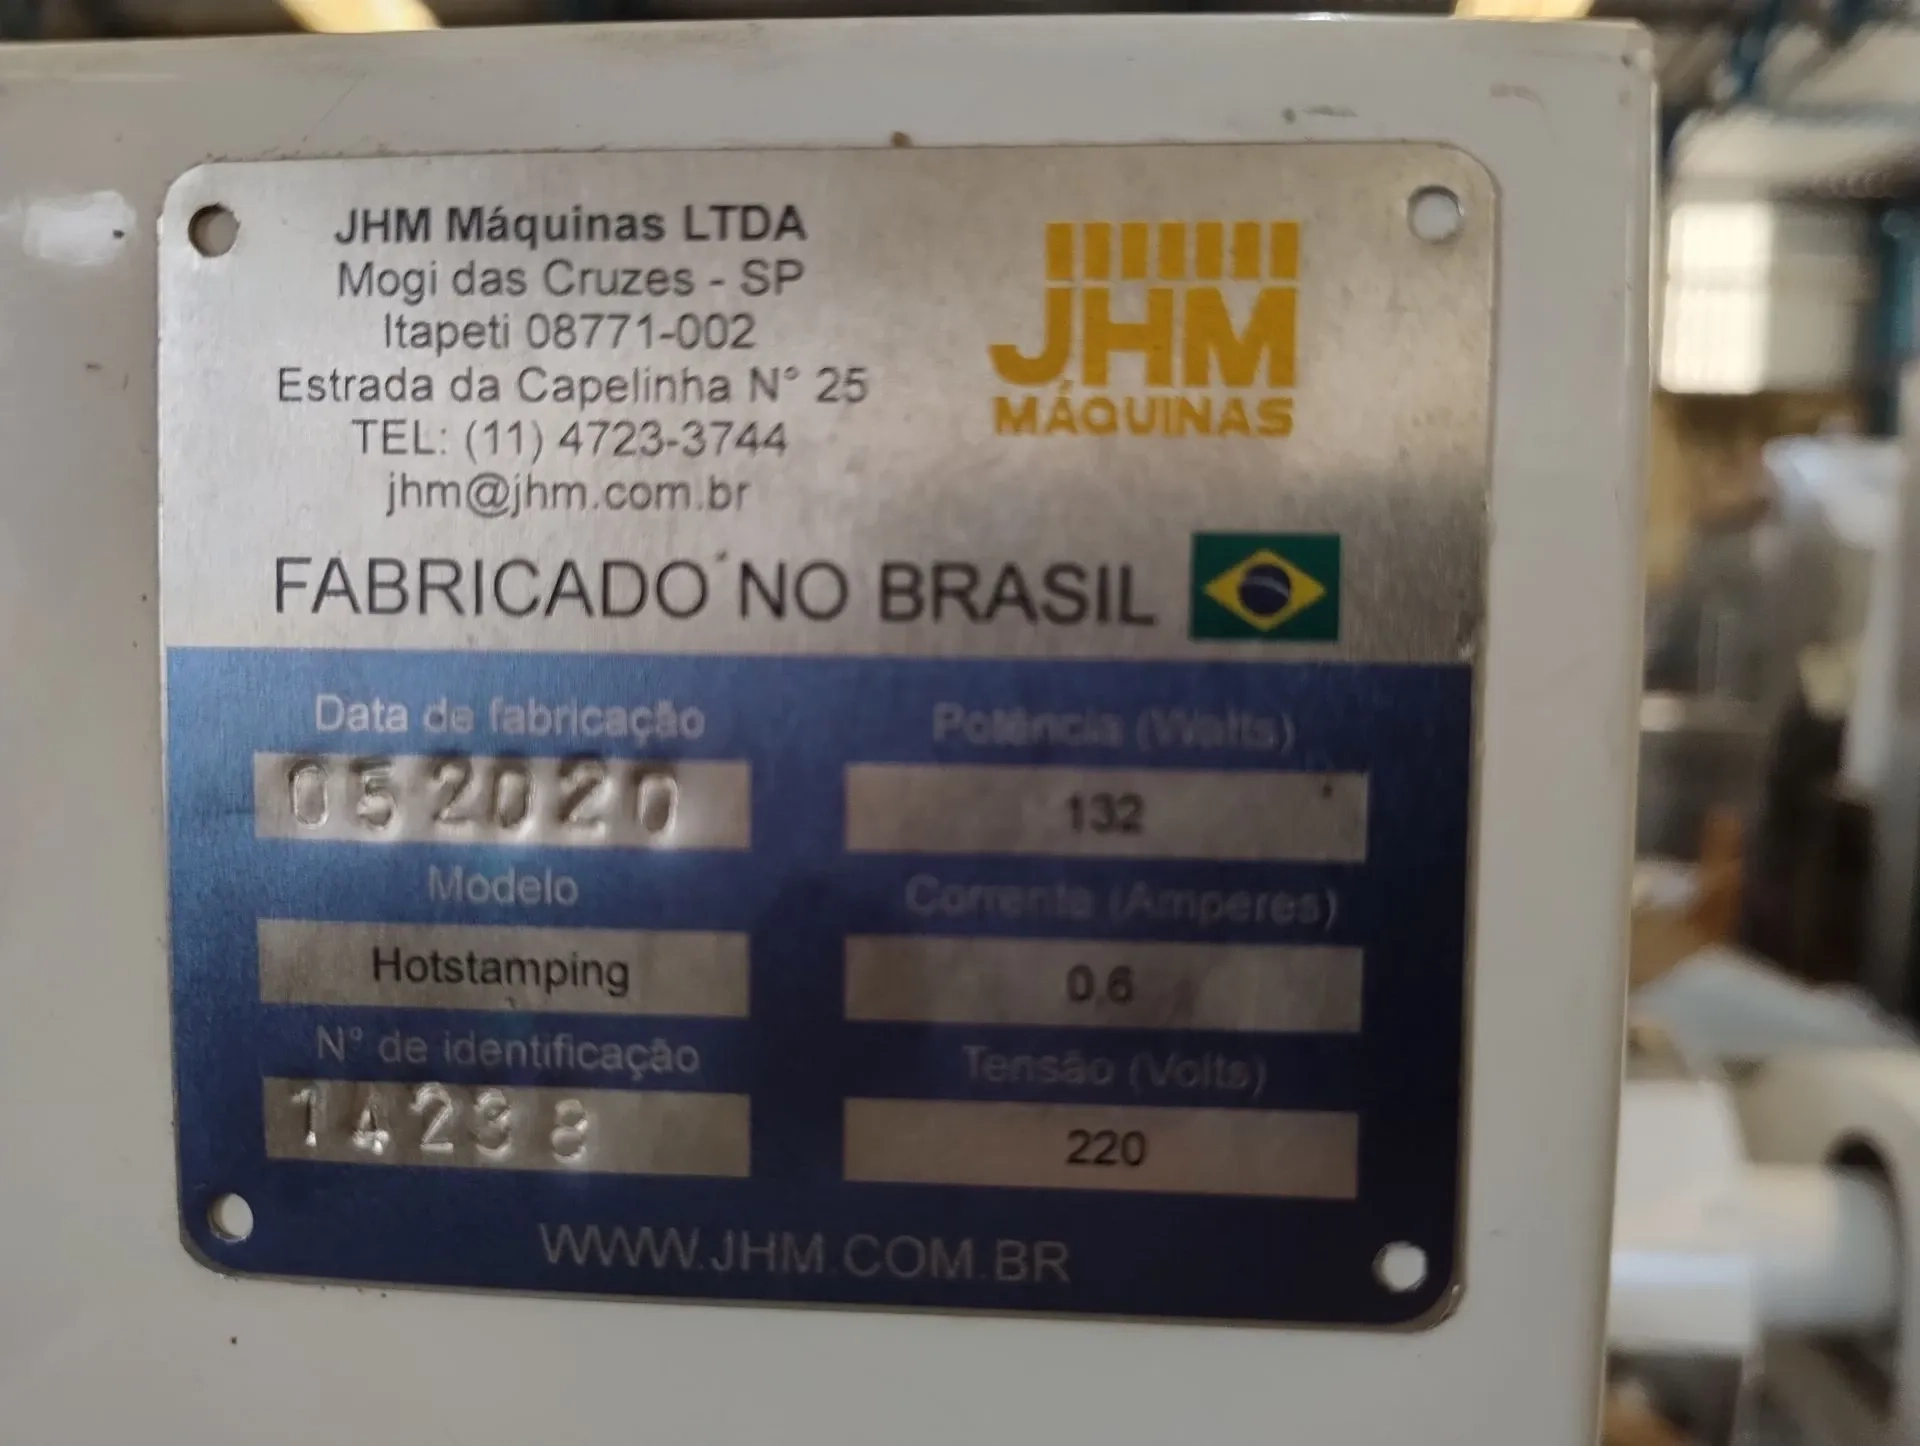 JHM Máquinas LTDA
Mogi das Cruzes - SP
Itapeti 08771-002
Estrada da Capelinha N° 25
TEL: (11) 4723-3744
jhm@jhm.com.br
JHM
MÁQUINAS
FABRICADO NO BRASIL
Data de fabricação
052020
Modelo
Hotstamping
N° de identificação
14238
Potência (Watts)
132
Corrente (Amperes)
0,6
Tensão (Volts)
220
WWW.JHM.COM.BR